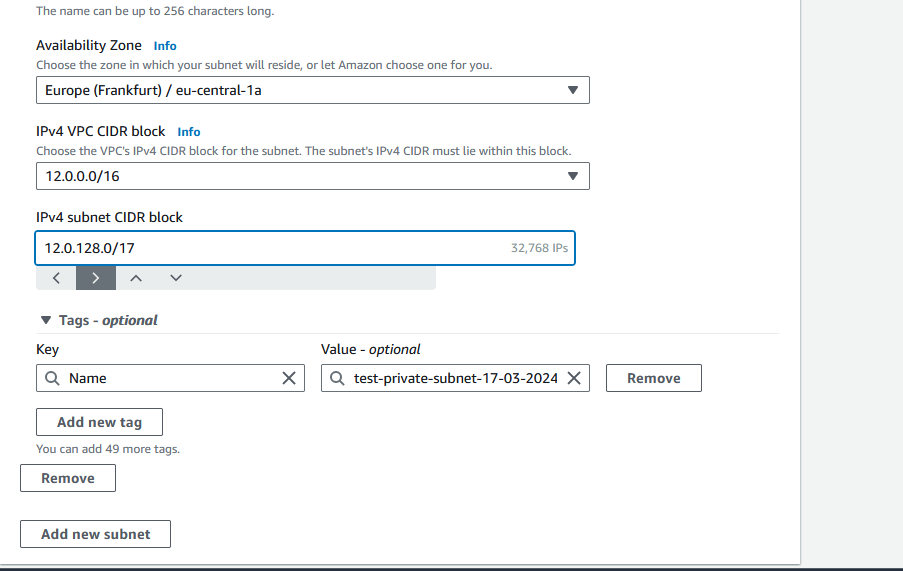 The name can be up to 256 characters long.
Availability Zone Info
Choose the zone in which your subnet will reside, or let Amazon choose one for you.
Europe (Frankfurt) / eu-central-1a
IPv4 VPC CIDR block Info
Choose the VPC's IPv4 CIDR block for the subnet. The subnet's IPv4 CIDR must lie within this block.
12.0.0.0/16
IPv4 subnet CIDR block
12.0.128.0/17 32,768 IPs
Tags - optional
Key Value - optional
Name test-private-subnet-17-03-2024 Remove
Add new tag
You can add 49 more tags.
Remove
Add new subnet